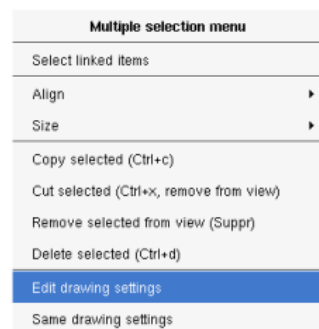 Multiple selection menu
Select linked items
Align
Size
Copy selected (Ctrl+c)
Cut selected (Ctrl+x, remove from view)
Remove selected from view (Suppr)
Delete selected (Ctrl+d)
Edit drawing settings
Same drawing settings